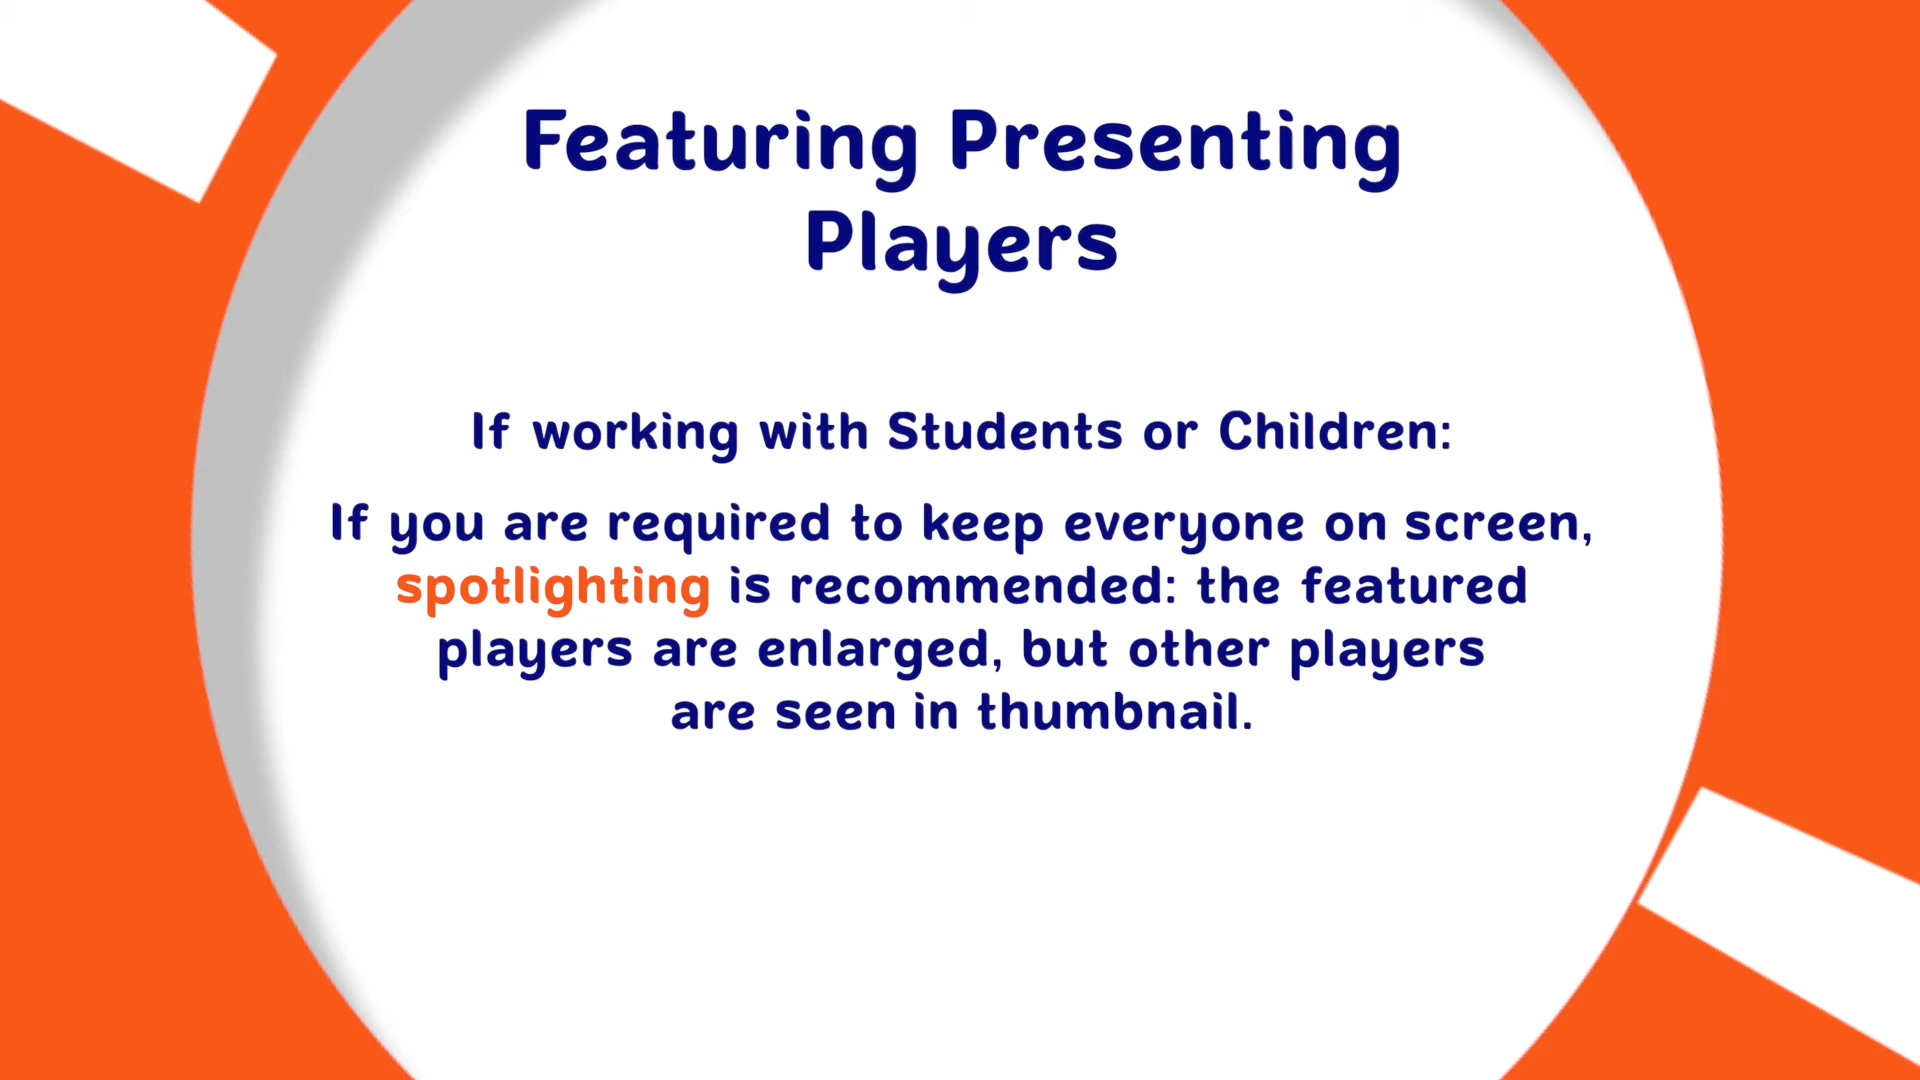 Featuring Presenting
Players
If working with Students or Children:
If you are required to keep everyone on screen,
spotlighting is recommended: the featured
players are enlarged, but other players
are seen in thumbnail.